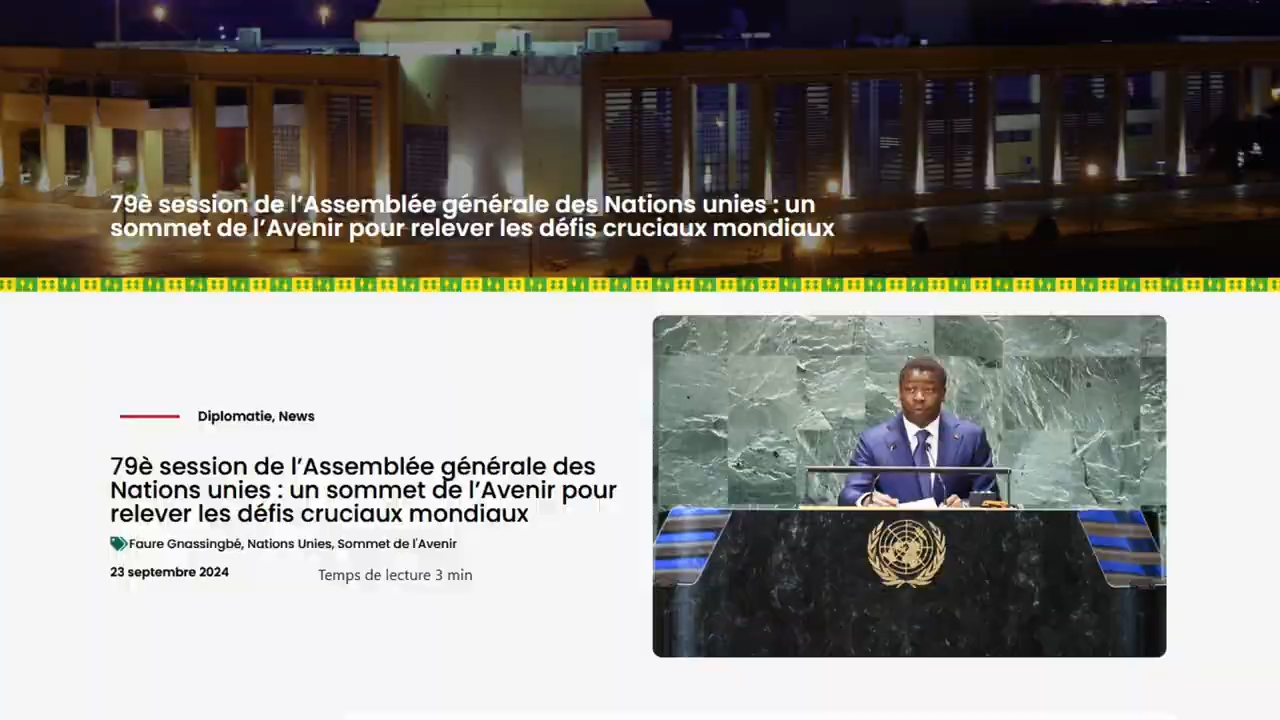 79è session de l’Assemblée générale des Nations unies : un
sommet de l’Avenir pour relever les défis cruciaux mondiaux
Diplomatie, News
79è session de l’Assemblée générale des
Nations unies : un sommet de l’Avenir pour
relever les défis cruciaux mondiaux
Faure Gnassingbé, Nations Unies, Sommet de l'Avenir
23 septembre 2024
Temps de lecture 3 min